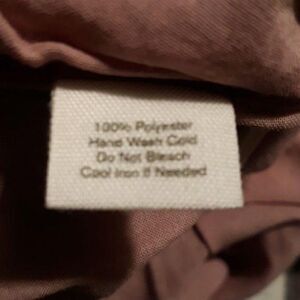 100% Polyester
Hand Wash Cold
Do Not Bleach
Cool Iron If Needed